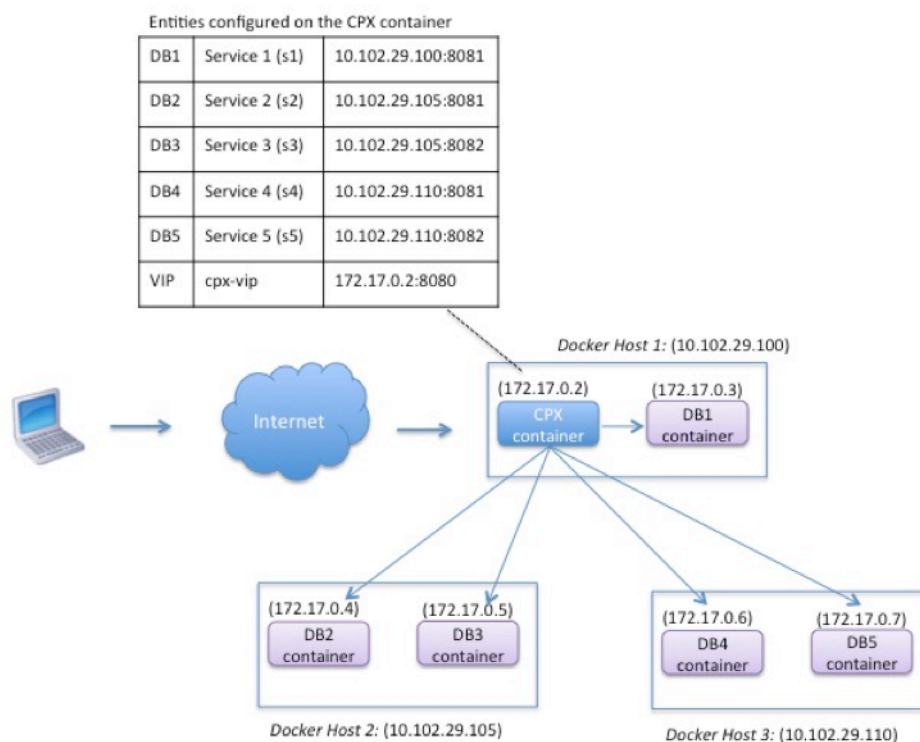 Entities configured on the CPX container
DB1 Service 1 (s1) 10.102.29.100:8081
DB2 Service 2 (s2) 10.102.29.105:8081
DB3 Service 3 (s3) 10.102.29.105:8082
DB4 Service 4 (s4) 10.102.29.110:8081
DB5 Service 5 (s5) 10.102.29.110:8082
VIP cpx-vip 172.17.0.2:8080
Docker Host 1: (10.102.29.100)
(172.17.0.2) (172.17.0.3)
Internet
CPX
container
DB1
container
(172.17.0.4) (172.17.0.5)
DB2
container
DB3
container
Docker Host 2: (10.102.29.105)
(172.17.0.6) (172.17.0.7)
DB4
container
DB5
container
Docker Host 3: (10.102.29.110)